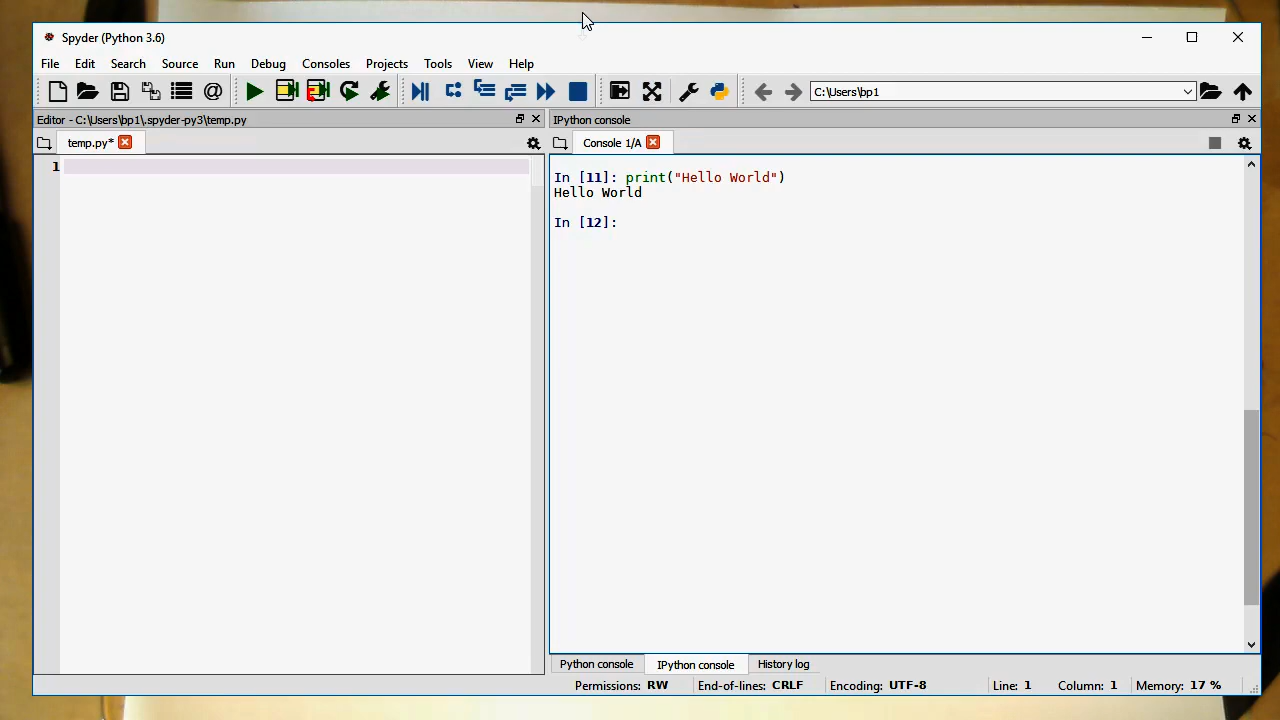 Spyder (Python 3.6)
File Edit Search Source Run Debug Consoles Projects Tools View Help
C:\Users\bp1
Editor - C:\Users\bp1\.spyder-py3\temp.py
IPython console
temp.py*
Console 1/A
1
In [11]: print("Hello World")
Hello World
In [12]:
Python console IPython console History log
Permissions: RW End-of-lines: CRLF Encoding: UTF-8 Line: 1 Column: 1 Memory: 17 %